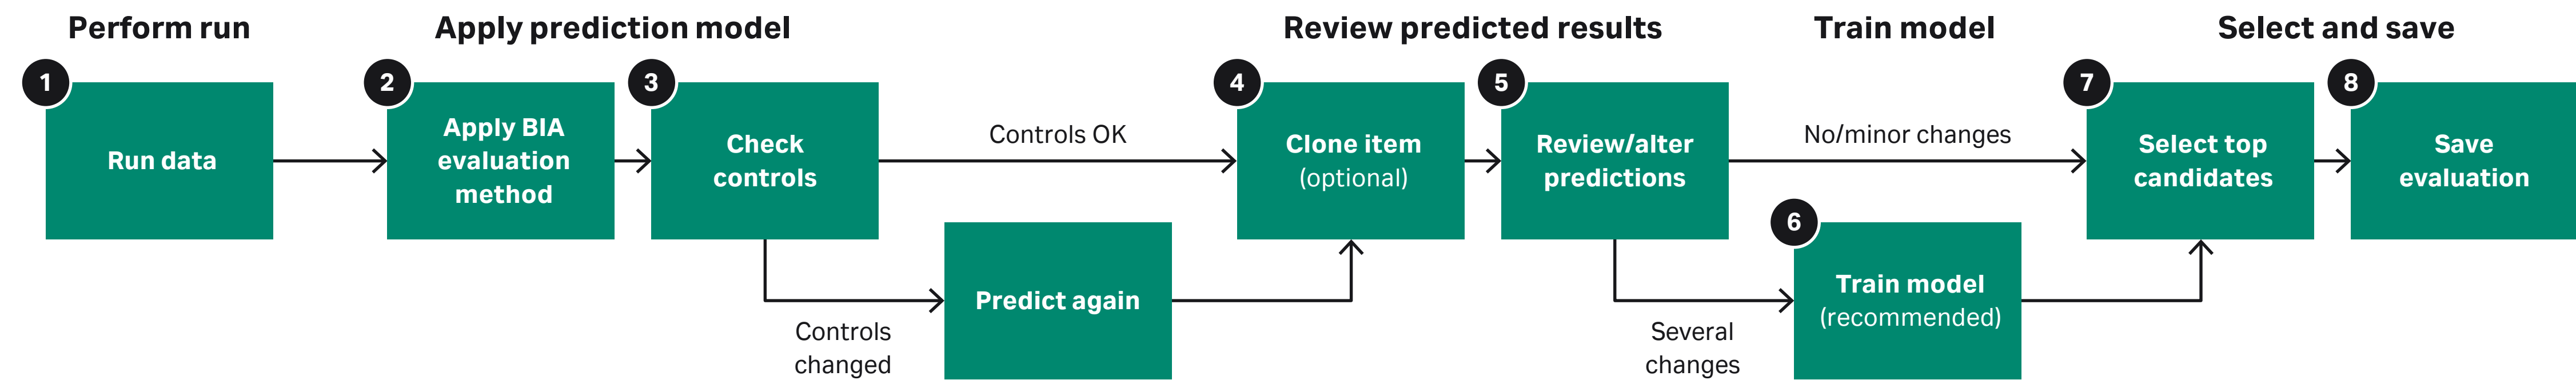 Perform run
Apply prediction model
Review predicted results
Train model
Select and save
1
Run data
2
Apply BIA
evaluation
method
3
Check
controls
Controls OK
Controls
changed
Predict again
4
Clone item
(optional)
5
Review/alter
predictions
No/minor changes
Several
changes
6
Train model
(recommended)
7
Select top
candidates
8
Save
evaluation